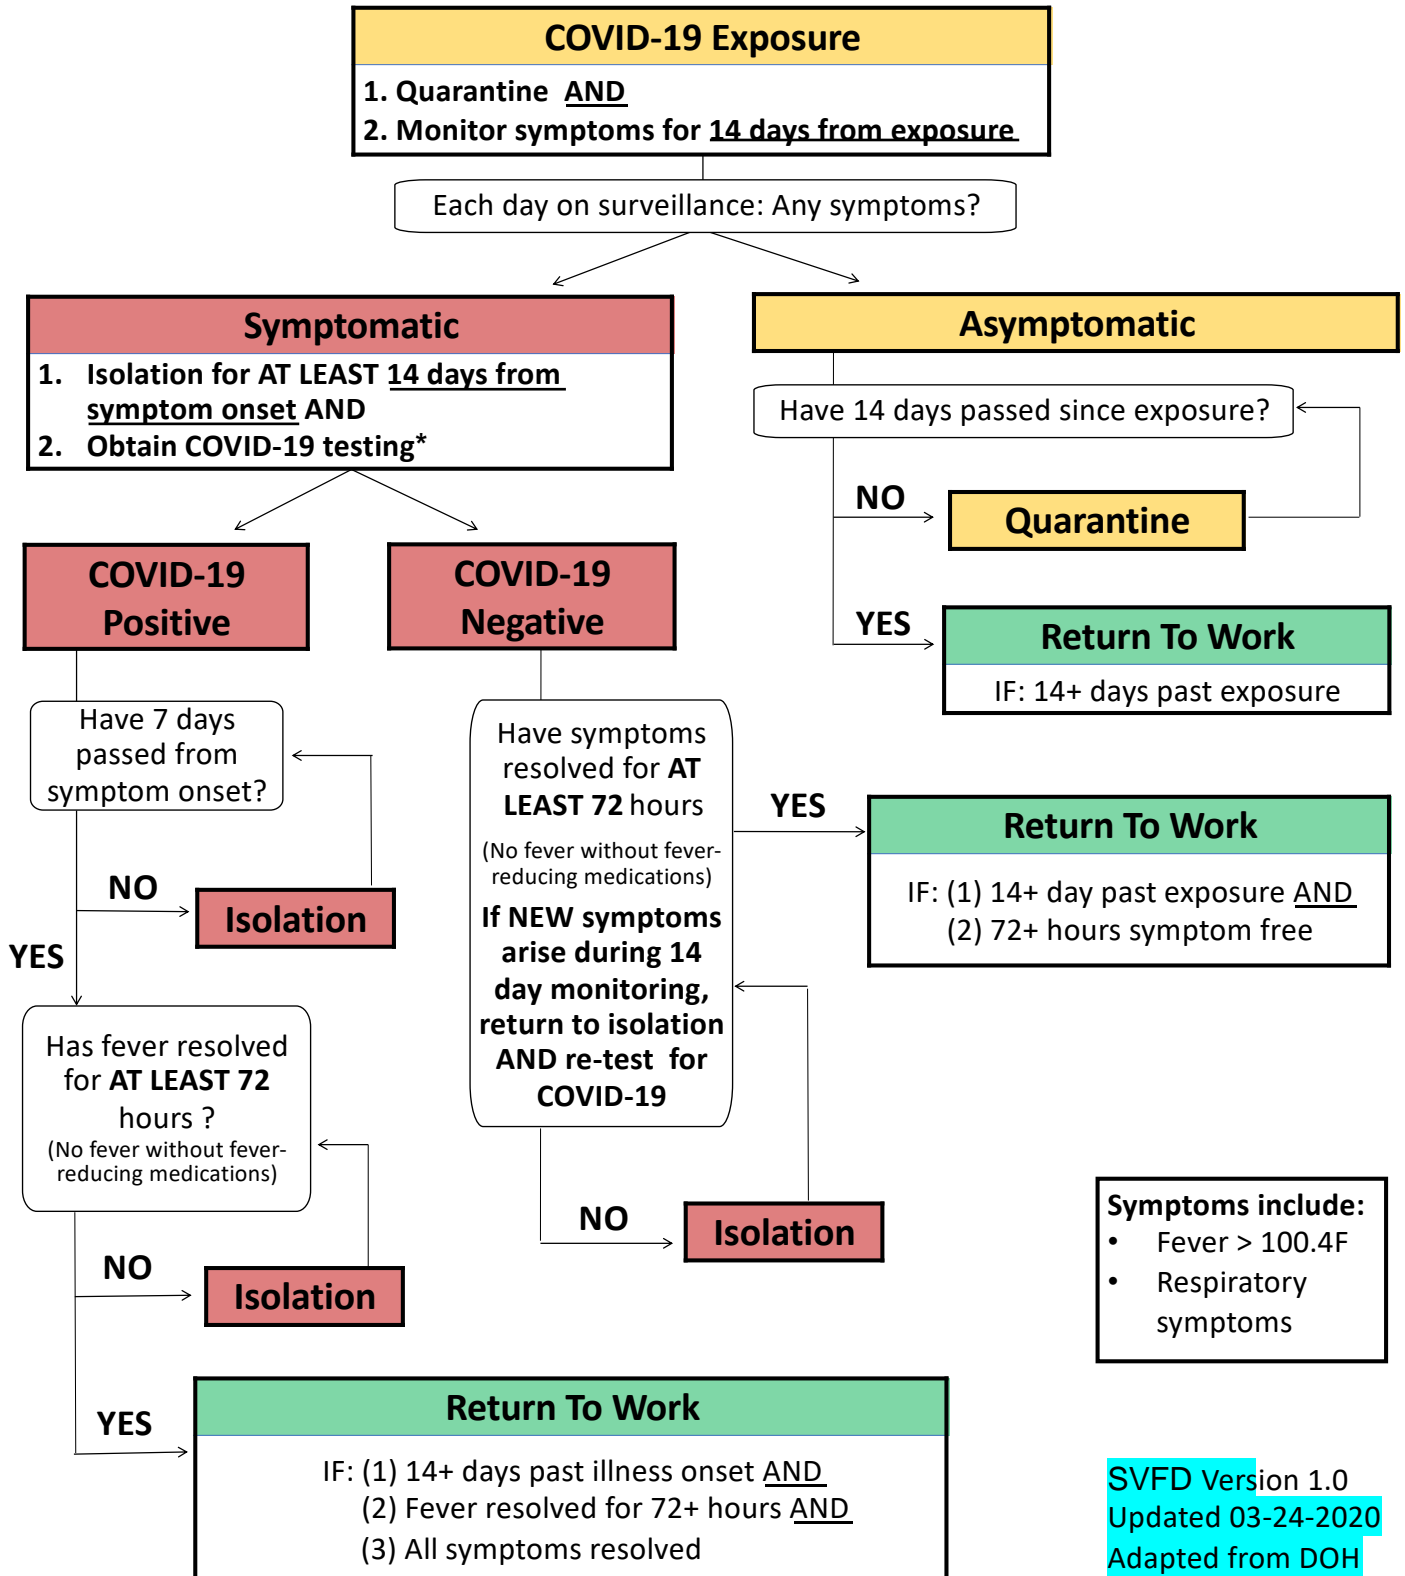 COVID-19 Exposure
1. Quarantine AND
2. Monitor symptoms for 14 days from exposure
Each day on surveillance: Any symptoms?
Symptomatic
1. Isolation for AT LEAST 14 days from
symptom onset AND
2. Obtain COVID-19 testing*
Asymptomatic
Have 14 days passed since exposure?
NO
Quarantine
YES
Return To Work
IF: 14+ days past exposure
COVID-19
Positive
COVID-19
Negative
Have 7 days
passed from
symptom onset?
NO
Isolation
YES
Has fever resolved
for AT LEAST 72
hours ?
(No fever without fever-
reducing medications)
NO
Isolation
YES
Return To Work
IF: (1) 14+ days past illness onset AND
(2) Fever resolved for 72+ hours AND
(3) All symptoms resolved
Have symptoms
resolved for AT
LEAST 72 hours
(No fever without fever-
reducing medications)
If NEW symptoms
arise during 14
day monitoring,
return to isolation
AND re-test for
COVID-19
YES
Return To Work
IF: (1) 14+ day past exposure AND
(2) 72+ hours symptom free
NO
Isolation
Symptoms include:
• Fever > 100.4F
• Respiratory
symptoms
SVFD Version 1.0
Updated 03-24-2020
Adapted from DOH